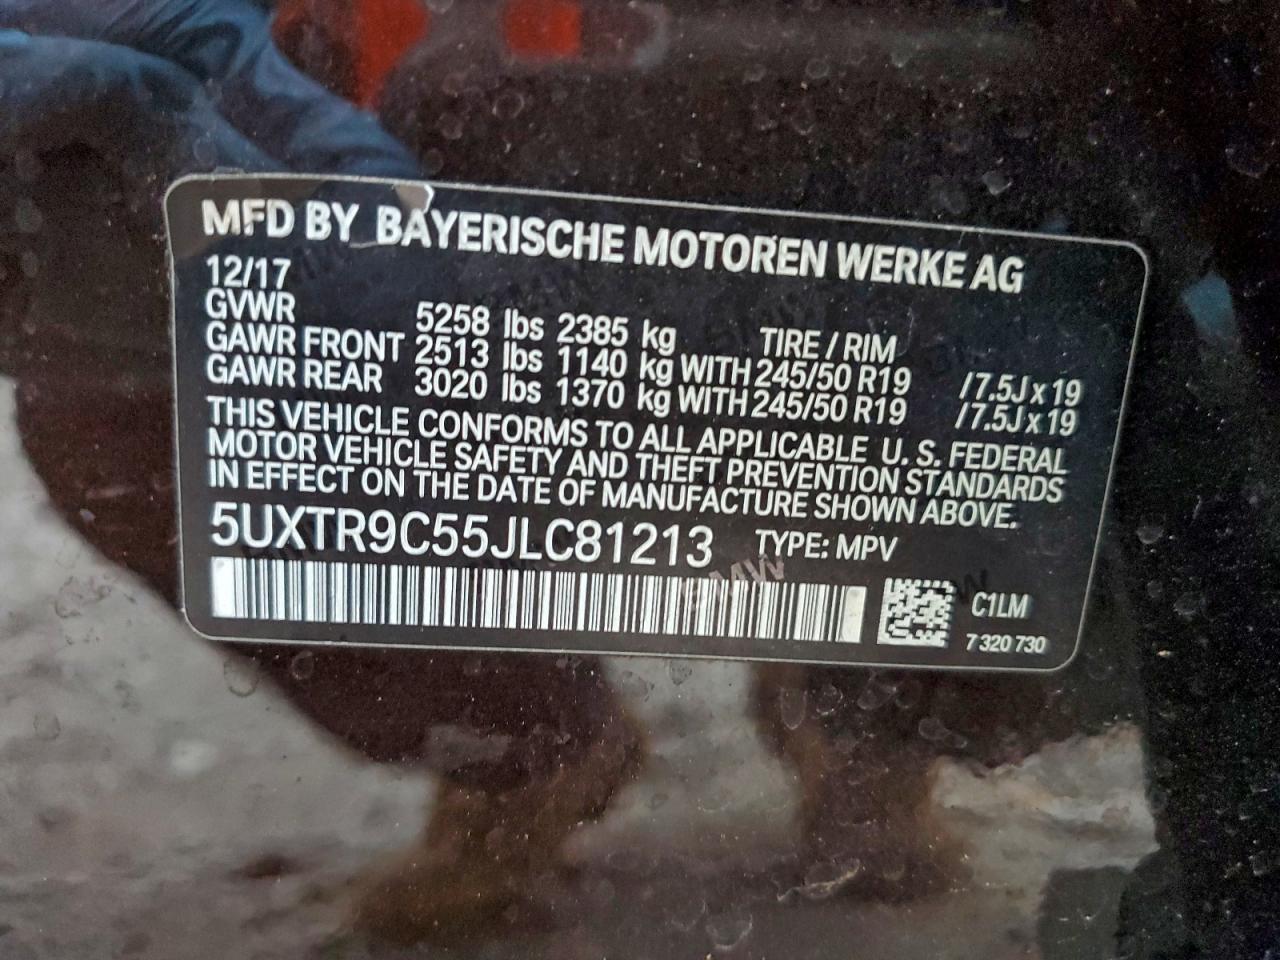 MFD BY BAYERISCHE MOTOREN WERKE AG
12/17
GVWR 5258 lbs 2385 kg TIRE / RIM
GAWR FRONT 2513 lbs 1140 kg WITH 245/50 R19 /7.5J x 19
GAWR REAR 3020 lbs 1370 kg WITH 245/50 R19 /7.5J x 19
THIS VEHICLE CONFORMS TO ALL APPLICABLE U. S. FEDERAL
MOTOR VEHICLE SAFETY AND THEFT PREVENTION STANDARDS
IN EFFECT ON THE DATE OF MANUFACTURE SHOWN ABOVE.
5UXTR9C55JLC81213 TYPE: MPV
BMW
C1LM
7 320 730